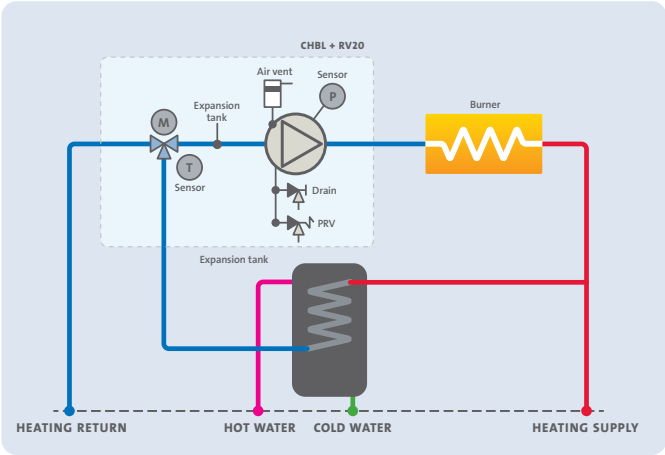 CHBL + RV20
Air vent
Sensor
P
Burner
Expansion
tank
M
T
Sensor
Drain
PRV
Expansion tank
HEATING RETURN
HOT WATER
COLD WATER
HEATING SUPPLY